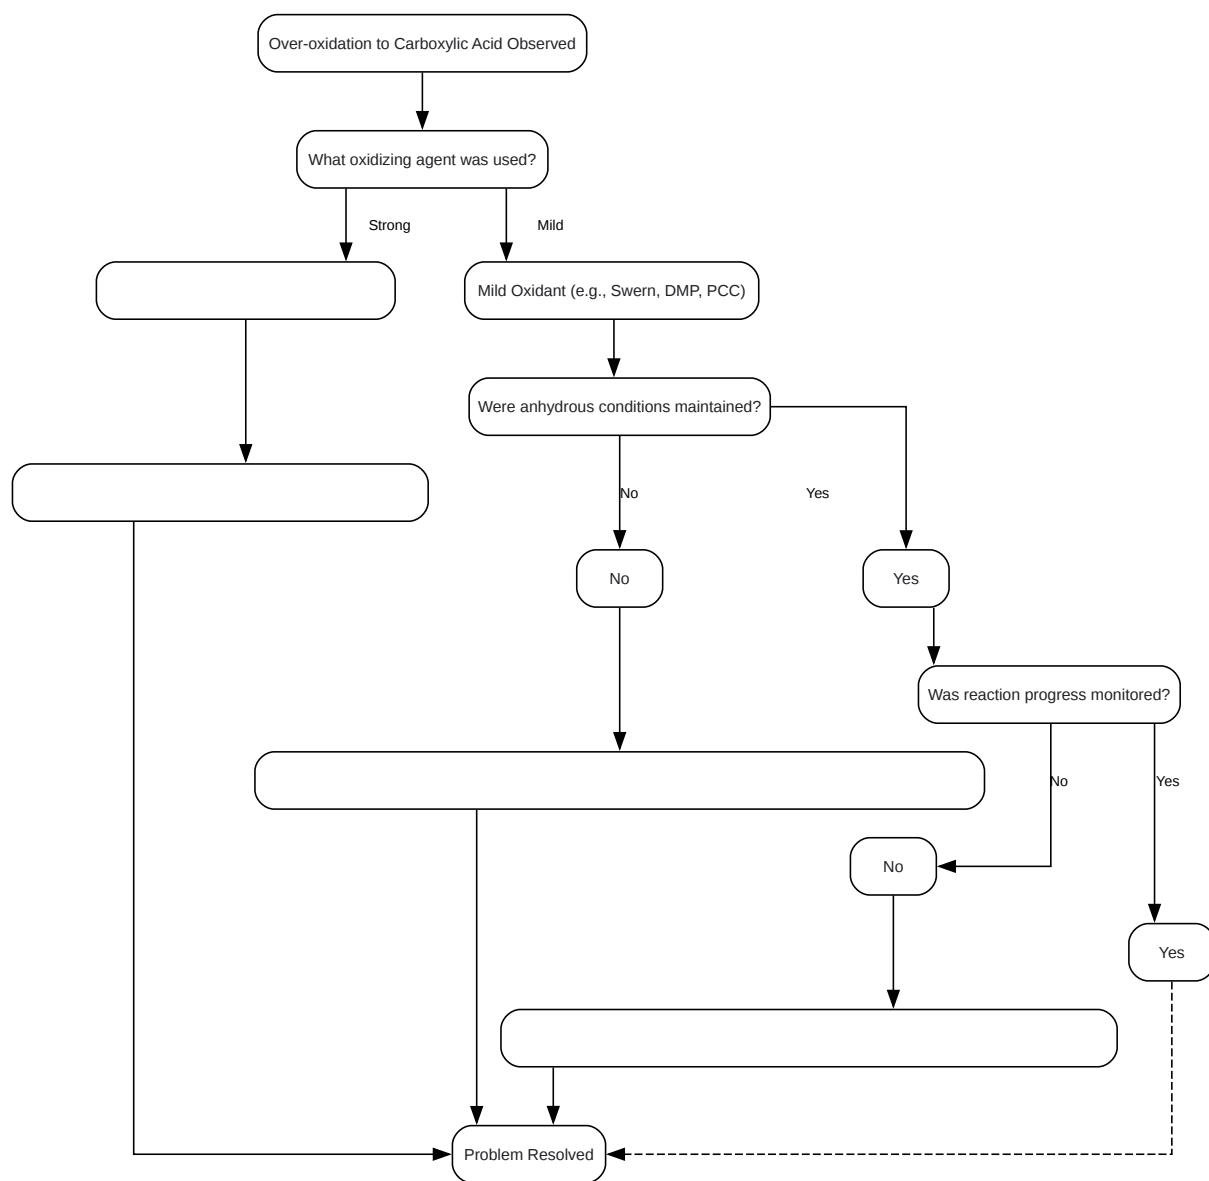 Over-oxidation to Carboxylic Acid Observed
What oxidizing agent was used?
Strong
Mild
Mild Oxidant (e.g., Swern, DMP, PCC)
Were anhydrous conditions maintained?
No
Yes
No
Yes
Was reaction progress monitored?
No
Yes
No
Yes
Problem Resolved